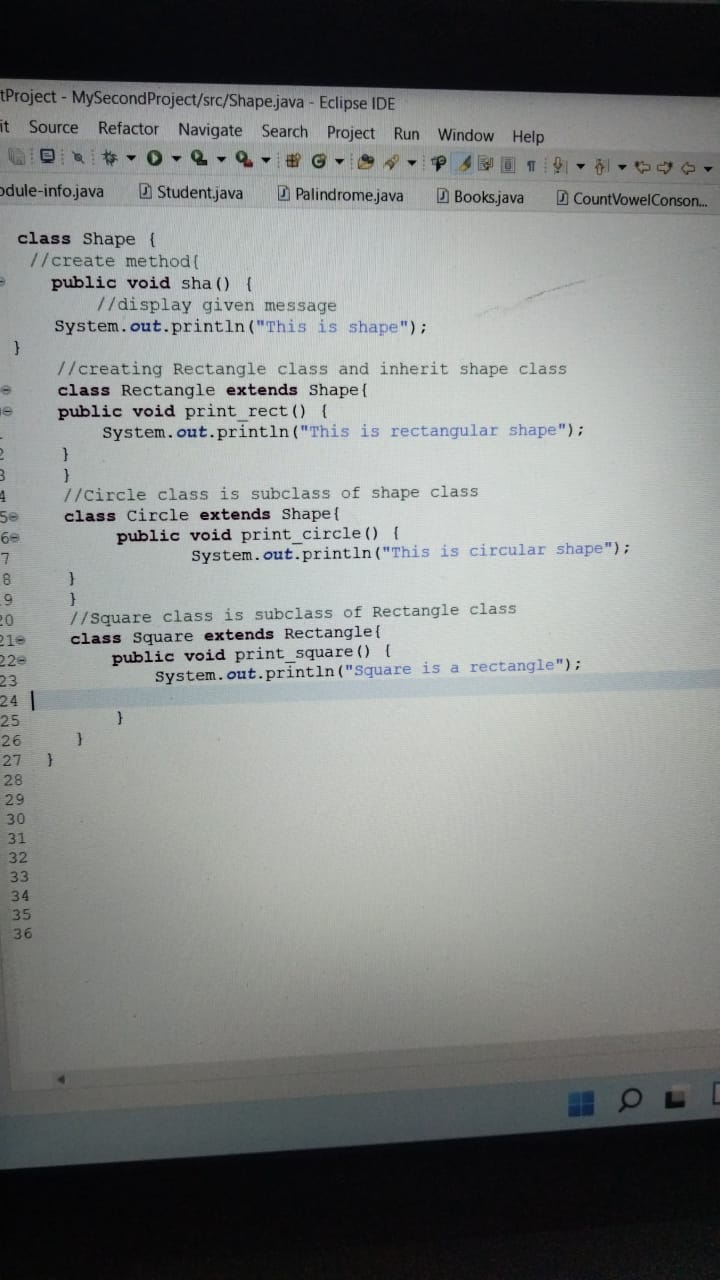 tProject - MySecondProject/src/Shape.java - Eclipse IDE
it Source Refactor Navigate Search Project Run Window Help
odule-info.java Student.java Palindrome.java Books.java CountVowelConson...
class Shape {
//create method{
public void sha() {
//display given message
System.out.println("This is shape");
}
//creating Rectangle class and inherit shape class
class Rectangle extends Shape{
public void print_rect() {
System.out.println("This is rectangular shape");
2 }
3 }
4 //Circle class is subclass of shape class
5 class Circle extends Shape{
6 public void print_circle() {
7 System.out.println("This is circular shape");
8 }
9 }
20 //Square class is subclass of Rectangle class
21 class Square extends Rectangle{
22 public void print_square() {
23 System.out.println("Square is a rectangle");
24
25 }
26 }
27 }
28
29
30
31
32
33
34
35
36